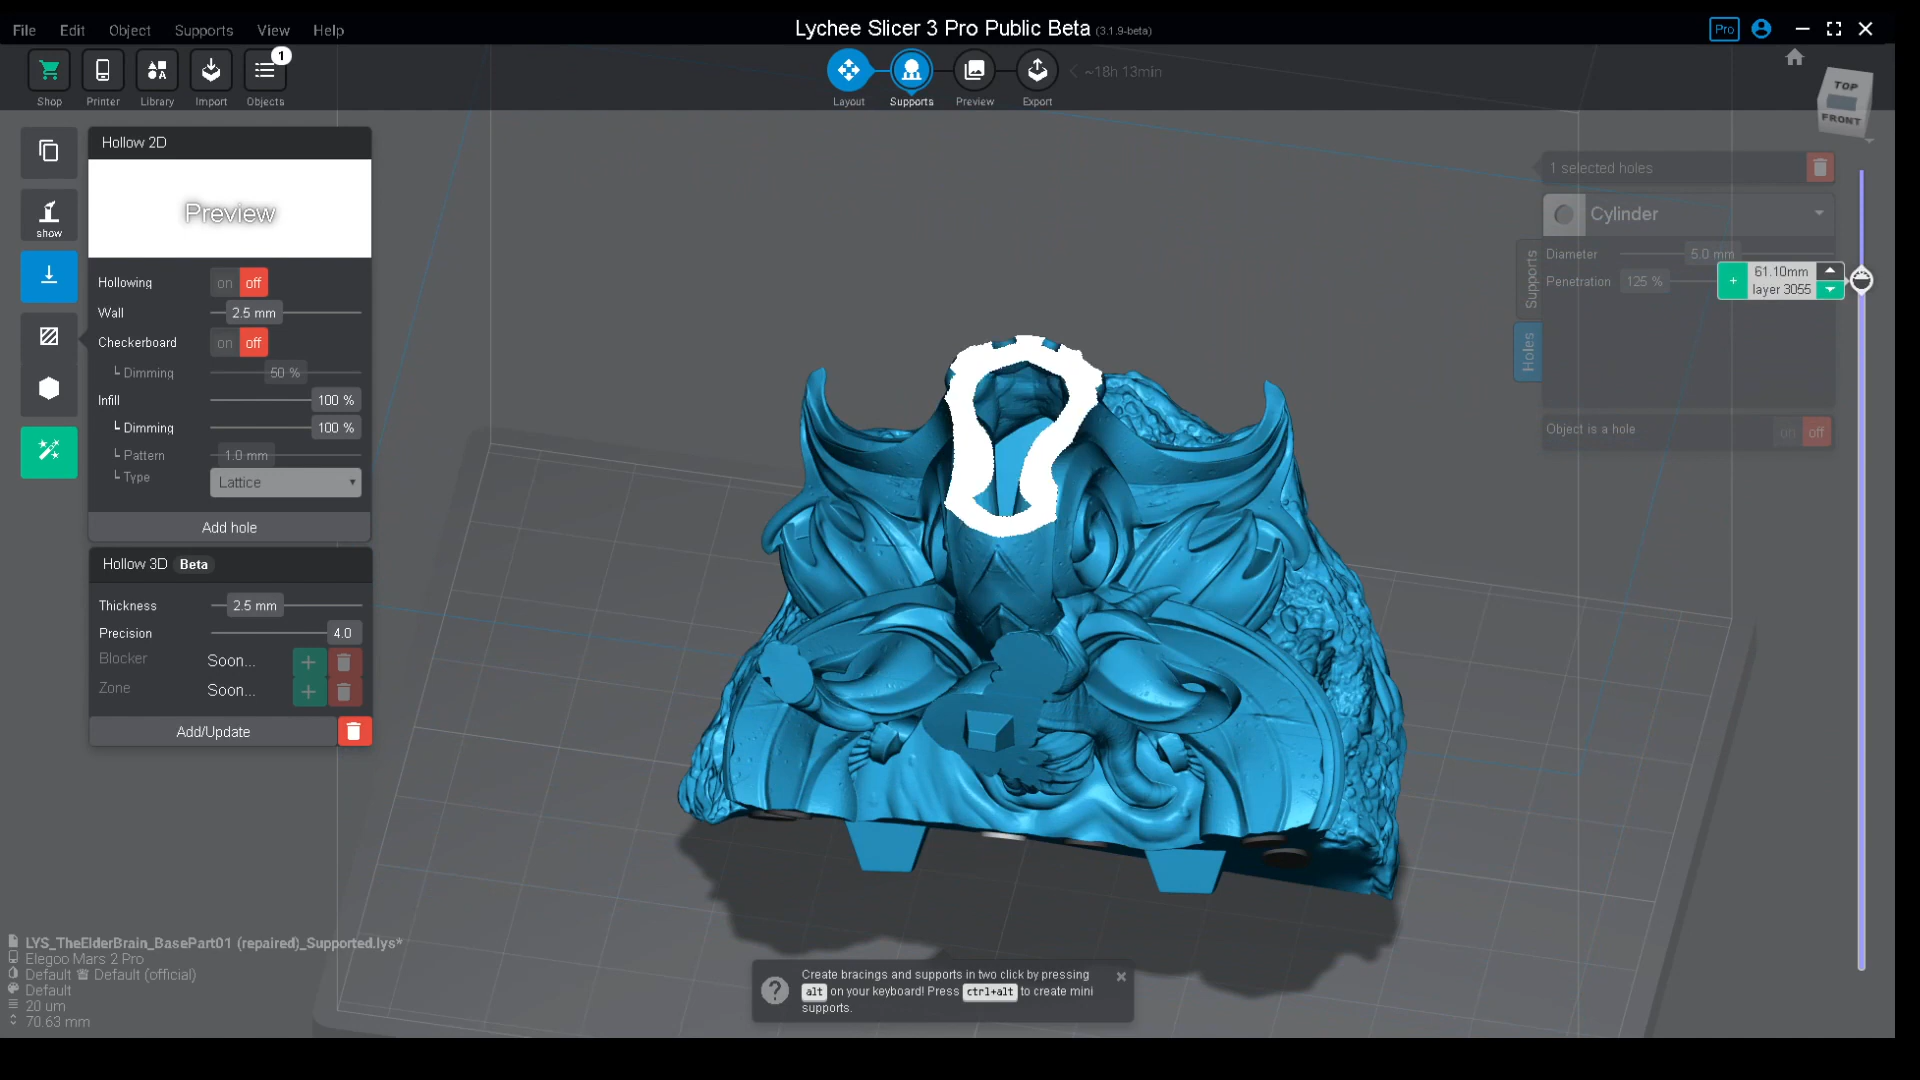 File Edit Object Supports View Help
Lychee Slicer 3 Pro Public Beta (3.1.9-beta)
Pro
Shop Printer Library Import Objects
1
Layout Supports Preview Export
~18h 13min
TOP
FRONT
show
Hollow 2D
Preview
Hollowing on off
Wall 2.5 mm
Checkerboard on off
Dimming 50 %
Infill 100 %
Dimming 100 %
Pattern 1.0 mm
Type Lattice
Add hole
Hollow 3D Beta
Thickness 2.5 mm
Precision 4.0
Blocker Soon...
Zone Soon...
Add/Update
1 selected holes
Cylinder
Diameter 5.0 mm
Penetration 125 %
Supports
Holes
61.10mm
layer 3055
Object is a hole on off
LYS_TheElderBrain_BasePart01 (repaired)_Supported.lys*
Elegoo Mars 2 Pro
Default Default (official)
Default
20 um
70.63 mm
Create bracings and supports in two click by pressing
alt on your keyboard! Press ctrl+alt to create mini
supports.